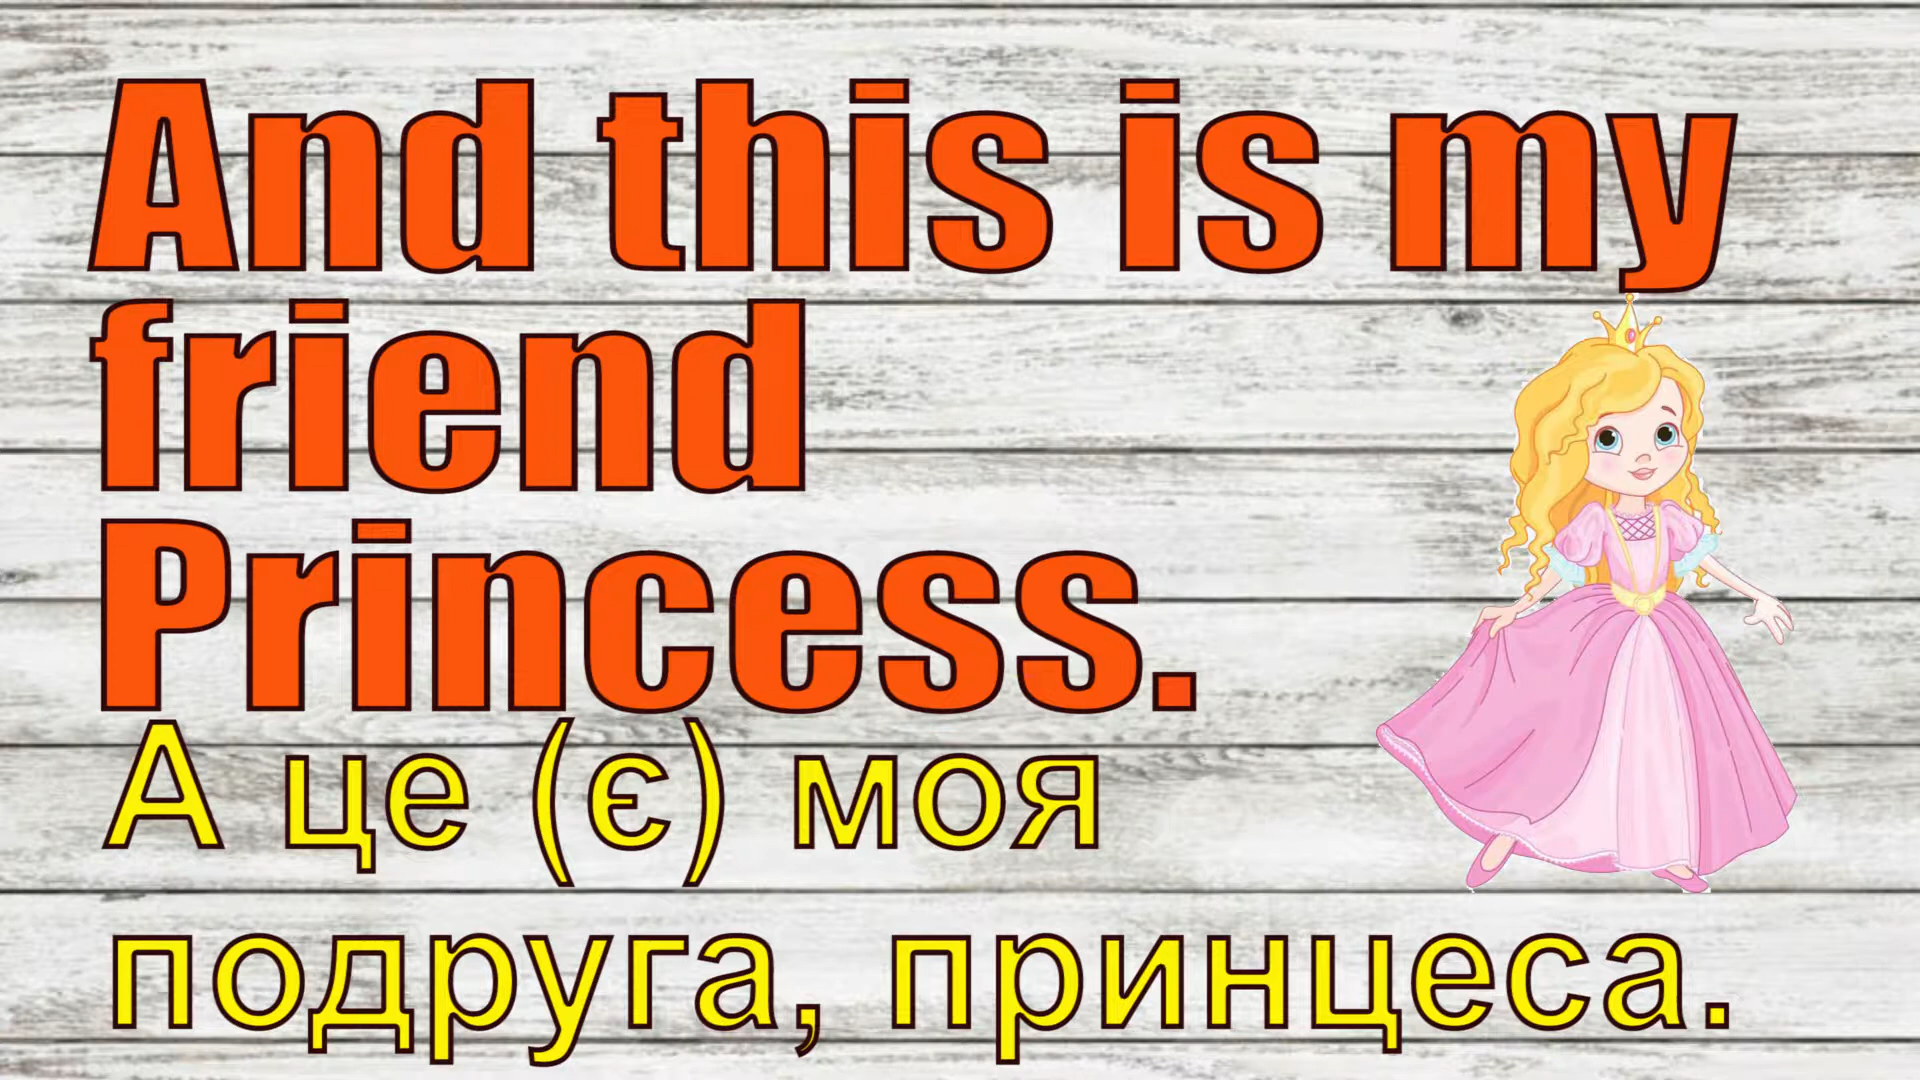 And this is my
friend
Princess.
А це (є) моя
подруга, принцеса.